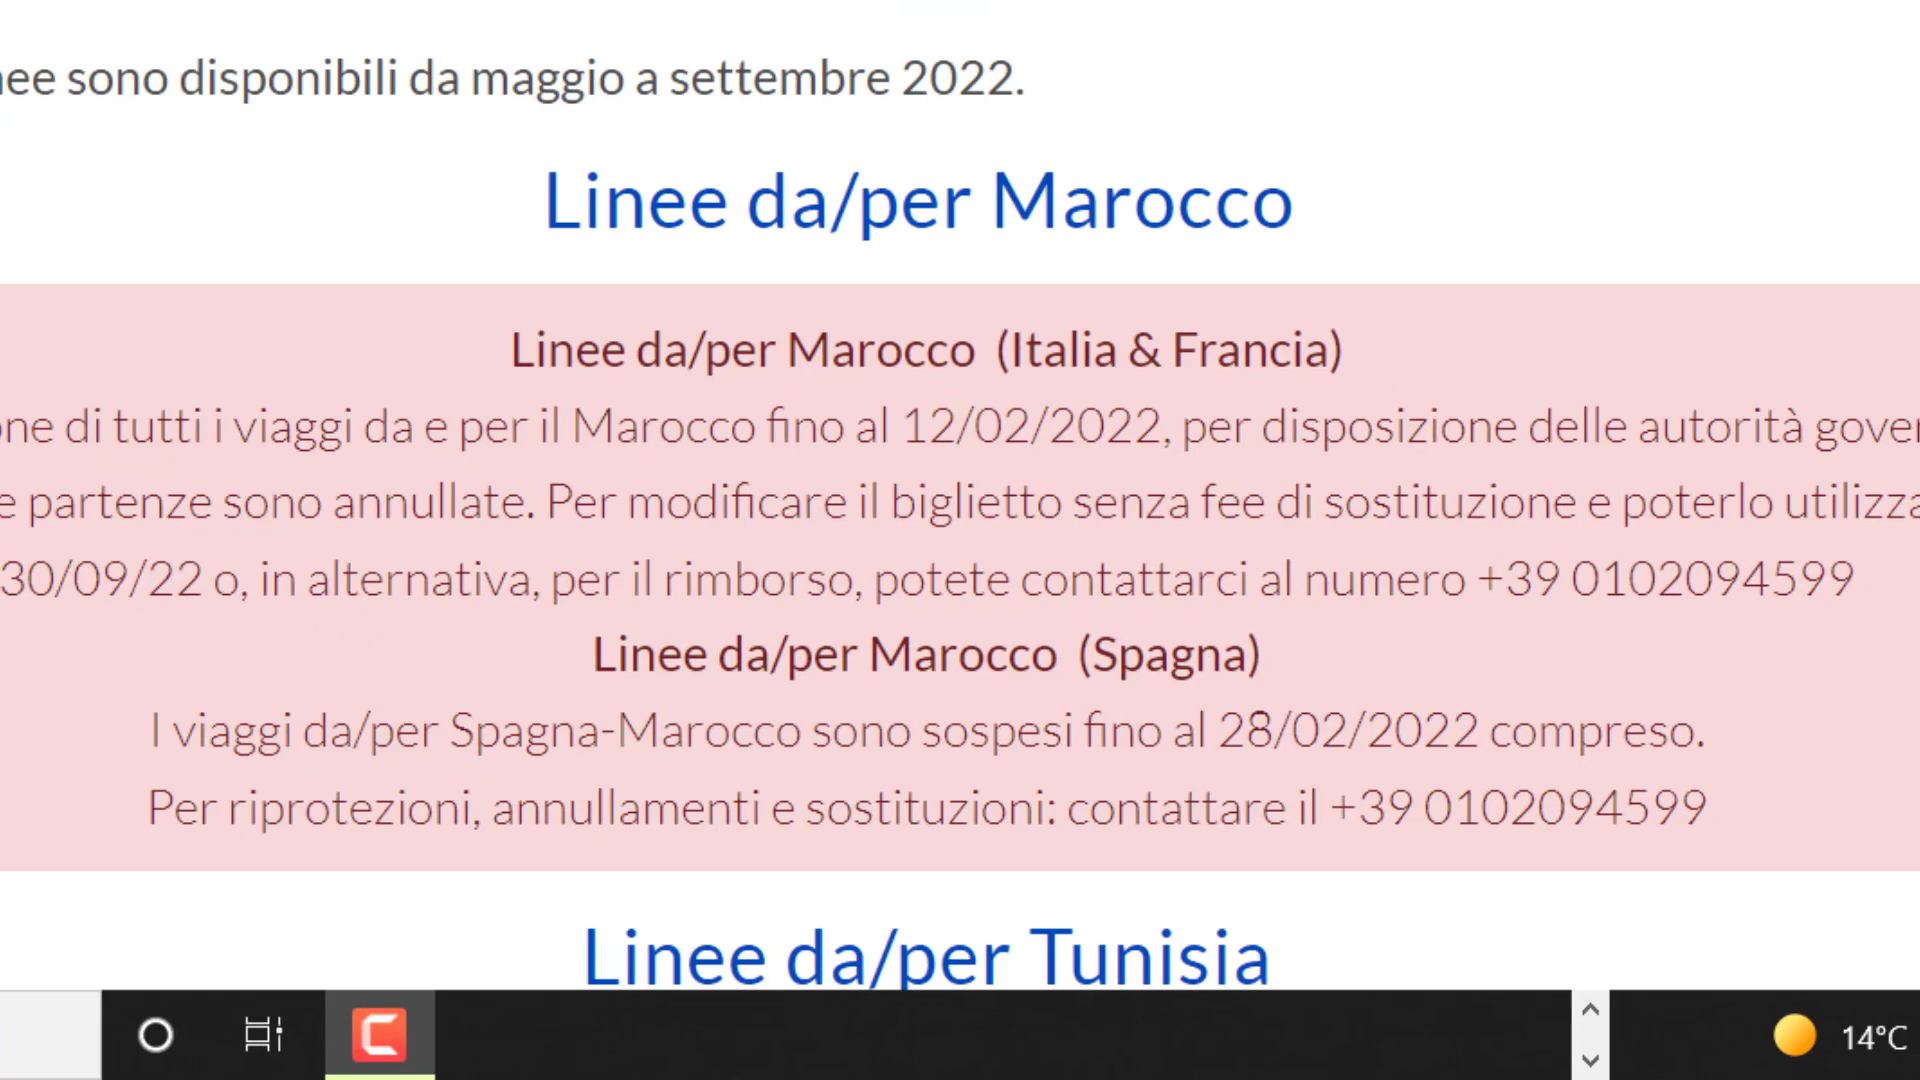 sono disponibili da maggio a settembre 2022.
Linee da/per Marocco
Linee da/per Marocco (Italia & Francia)
di tutti i viaggi da e per il Marocco fino al 12/02/2022, per disposizione delle autorità
partenze sono annullate. Per modificare il biglietto senza fee di sostituzione e poterlo
30/09/22 o, in alternativa, per il rimborso, potete contattarci al numero +39 0102094599
Linee da/per Marocco (Spagna)
I viaggi da/per Spagna-Marocco sono sospesi fino al 28/02/2022 compreso.
Per riprotezioni, annullamenti e sostituzioni: contattare il +39 0102094599
Linee da/per Tunisia
14°C